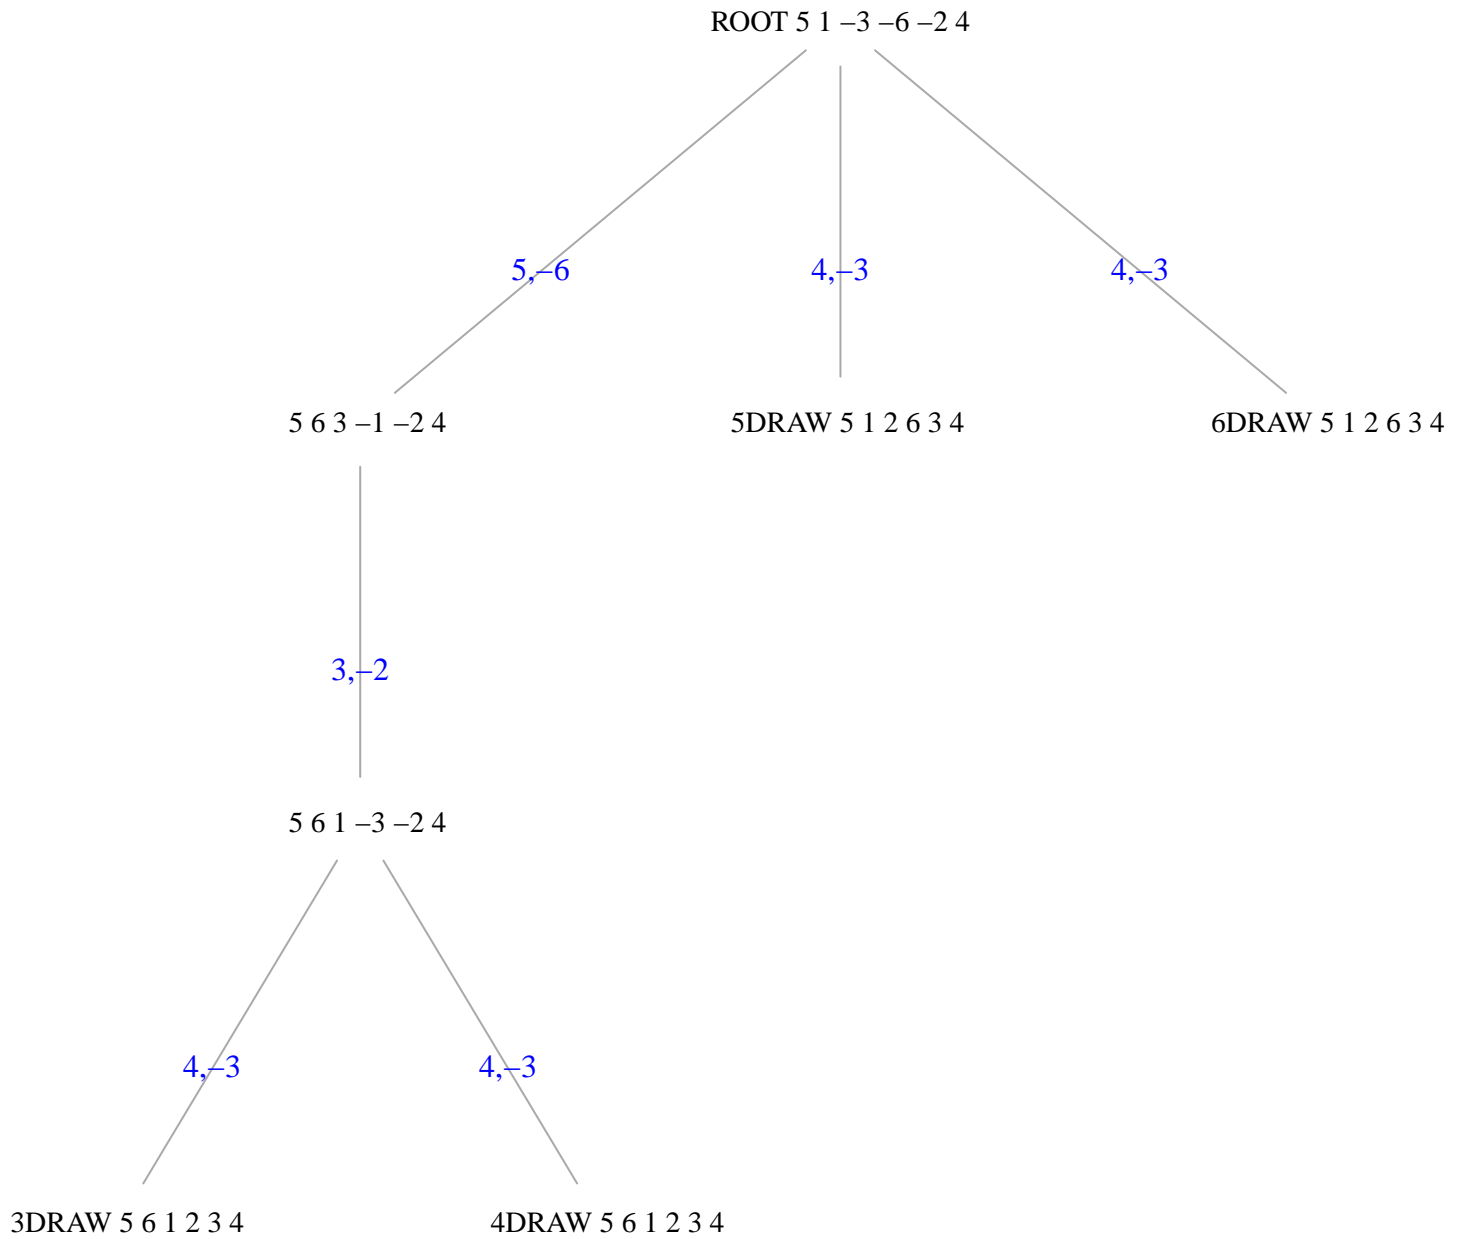 ROOT 5 1 –3 –6 –2 4
5,–6
4,–3
4,–3
5 6 3 –1 –2 4
5DRAW 5 1 2 6 3 4
6DRAW 5 1 2 6 3 4
3,–2
5 6 1 –3 –2 4
4,–3
4,–3
3DRAW 5 6 1 2 3 4
4DRAW 5 6 1 2 3 4